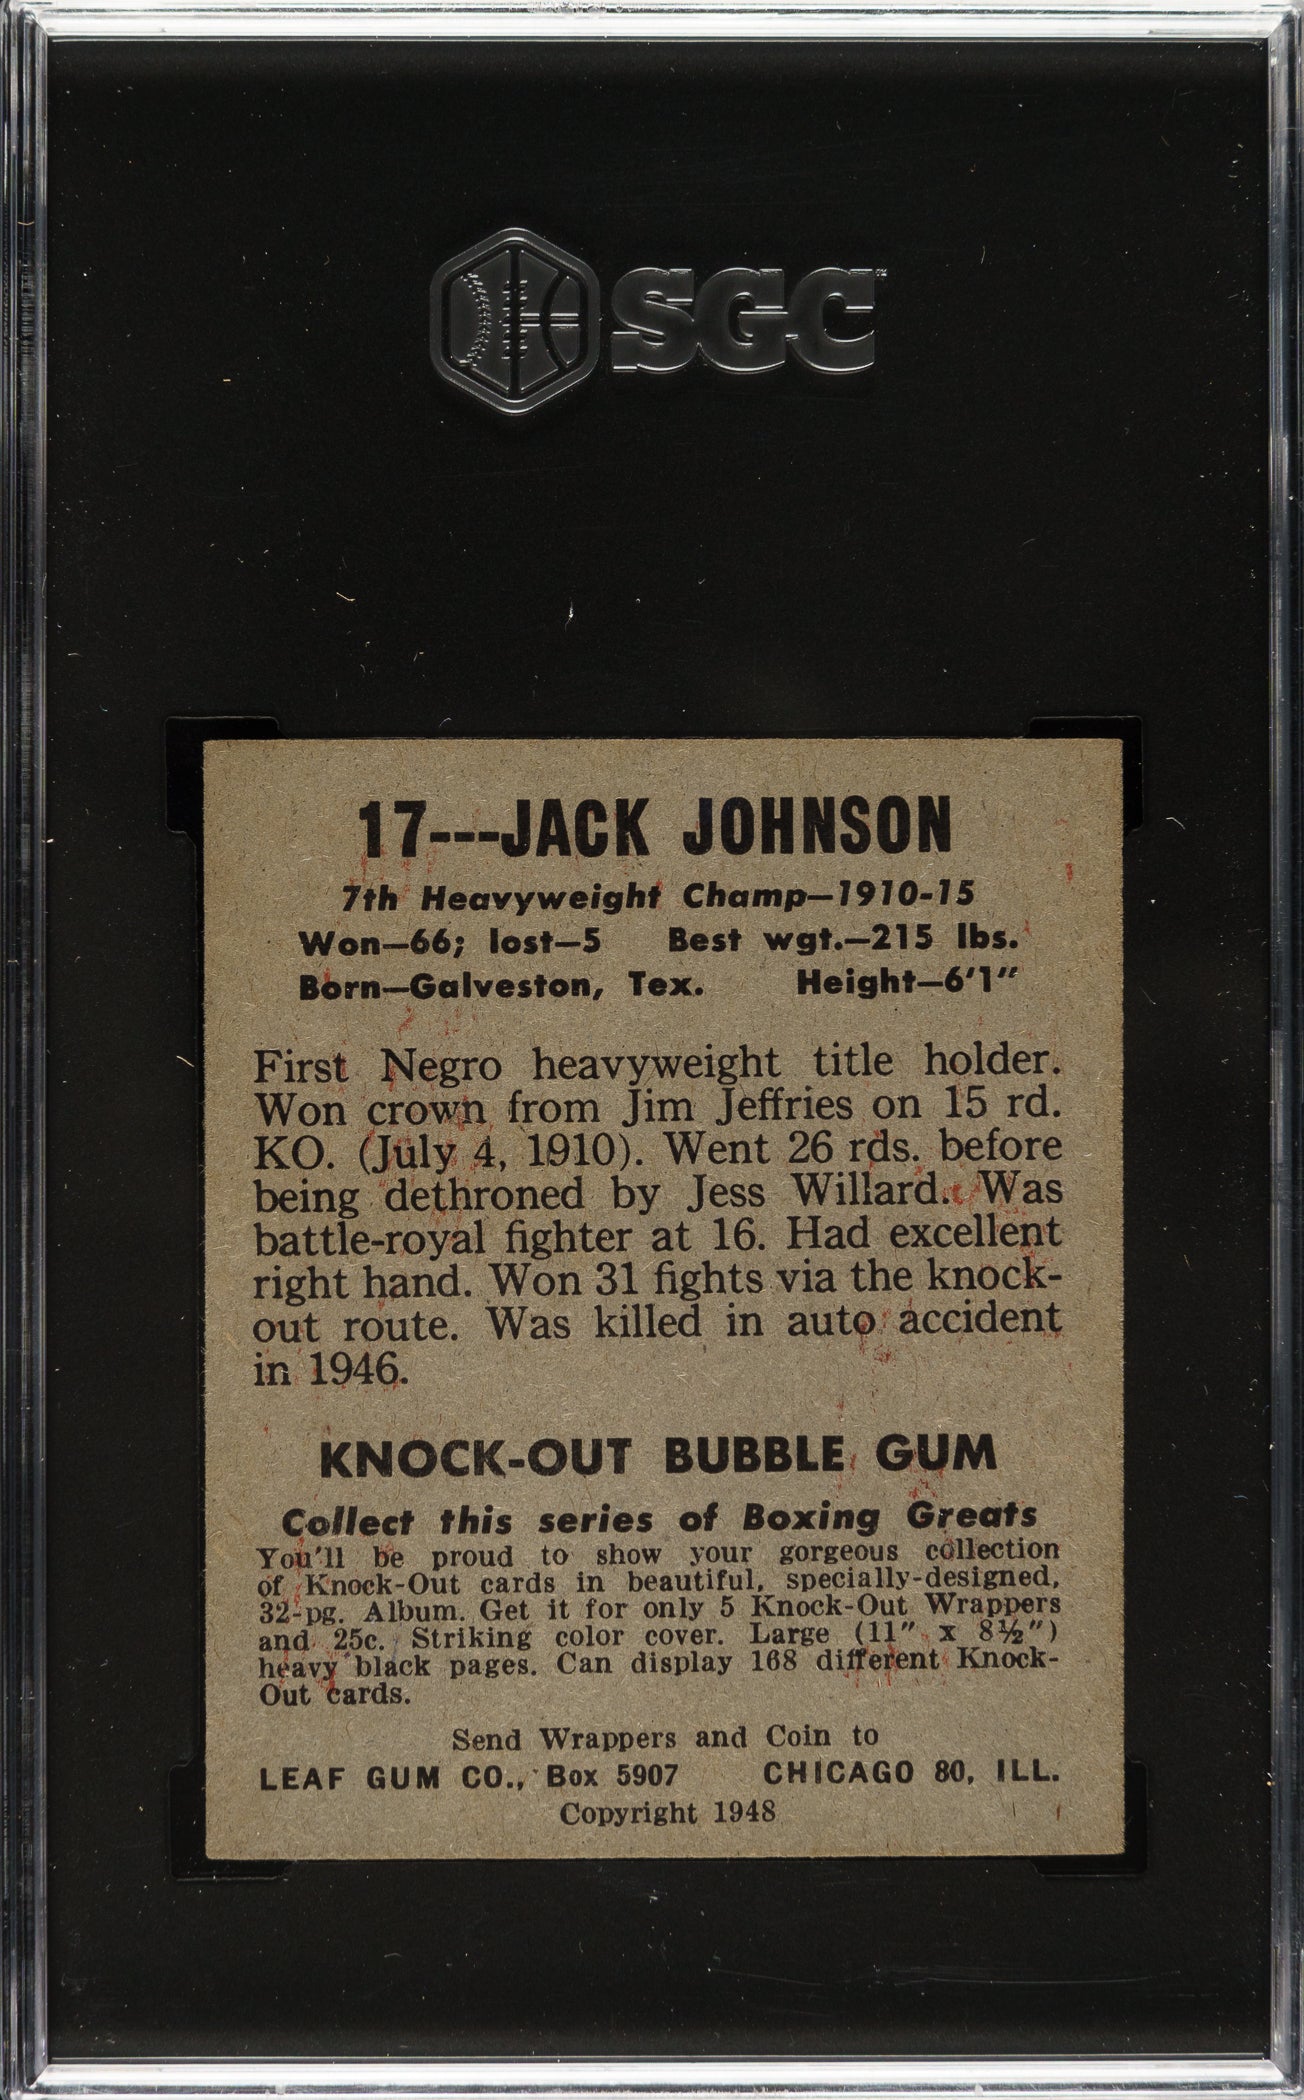 SGC™
17---JACK JOHNSON
7th Heavyweight Champ—1910-15
Won—66; lost—5 Best wgt.—215 lbs.
Born—Galveston, Tex. Height—6'1"
First Negro heavyweight title holder.
Won crown from Jim Jeffries on 15 rd.
KO. (July 4, 1910). Went 26 rds. before
being dethroned by Jess Willard. Was
battle-royal fighter at 16. Had excellent
right hand. Won 31 fights via the knock-
out route. Was killed in auto accident
in 1946.
KNOCK-OUT BUBBLE GUM
Collect this series of Boxing Greats
You'll be proud to show your gorgeous collection
of Knock-Out cards in beautiful, specially-designed,
32-pg. Album. Get it for only 5 Knock-Out Wrappers
and 25c. Striking color cover. Large (11" x 8½")
heavy black pages. Can display 168 different Knock-
Out cards.
Send Wrappers and Coin to
LEAF GUM CO., Box 5907 CHICAGO 80, ILL.
Copyright 1948